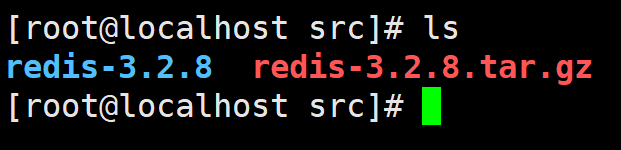 [root@localhost src]# ls
redis-3.2.8  redis-3.2.8.tar.gz
[root@localhost src]#